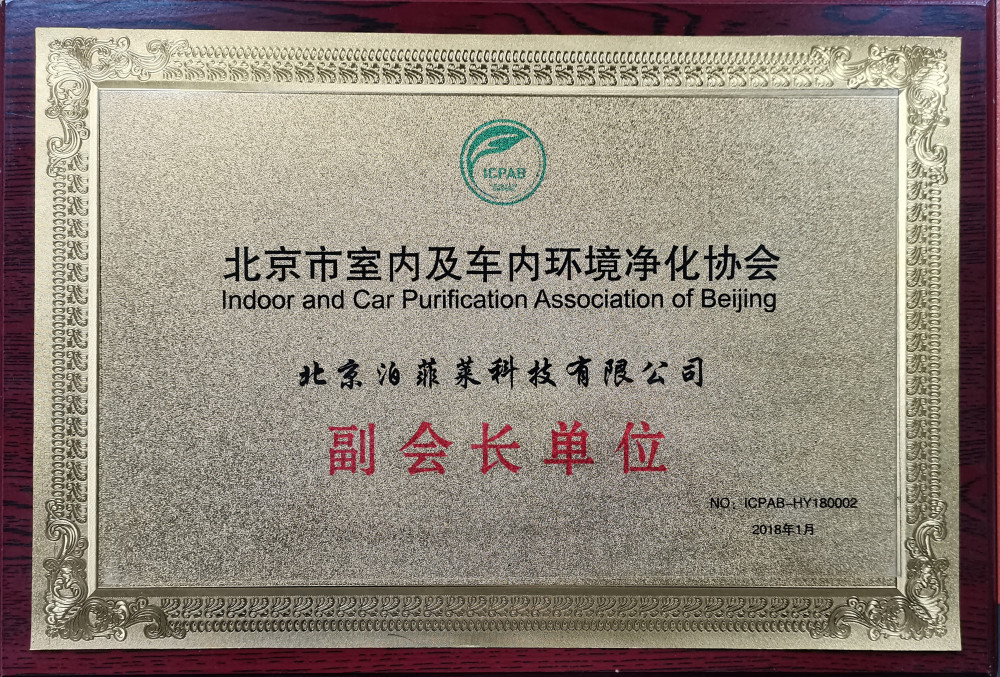 ICPAB
北京市室内及车内环境净化协会
Indoor and Car Purification Association of Beijing
北京泊菲莱科技有限公司
副会长单位
NO：ICPAB-HY180002
2018年1月